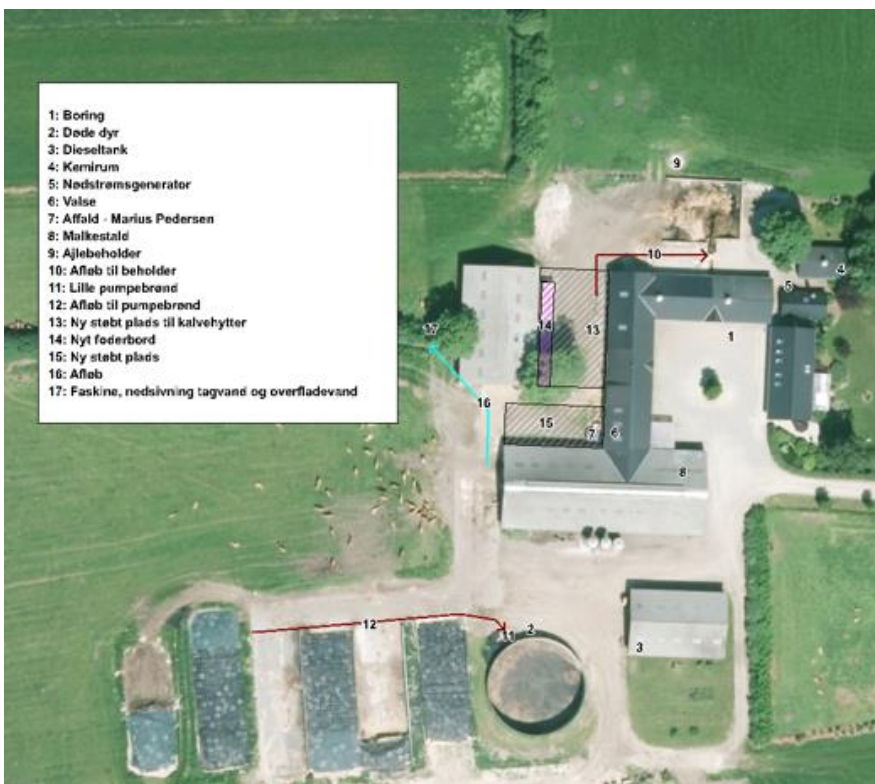 1: Boring
2: Døde dyr
3: Dieseltank
4: Kemirum
5: Nødstrømsgenerator
6: Valse
7: Affald - Marius Pedersen
8: Malkestald
9: Ajlebeholder
10: Afløb til beholder
11: Lille pumpebrønd
12: Afløb til pumpebrønd
13: Ny støbt plads til kalvehytter
14: Nyt foderbord
15: Ny støbt plads
16: Afløb
17: Faskine, nedsivning tagvand og overfladevand
9
10
4
5
17
14
13
1
16
15
7
6
8
12
11
2
3